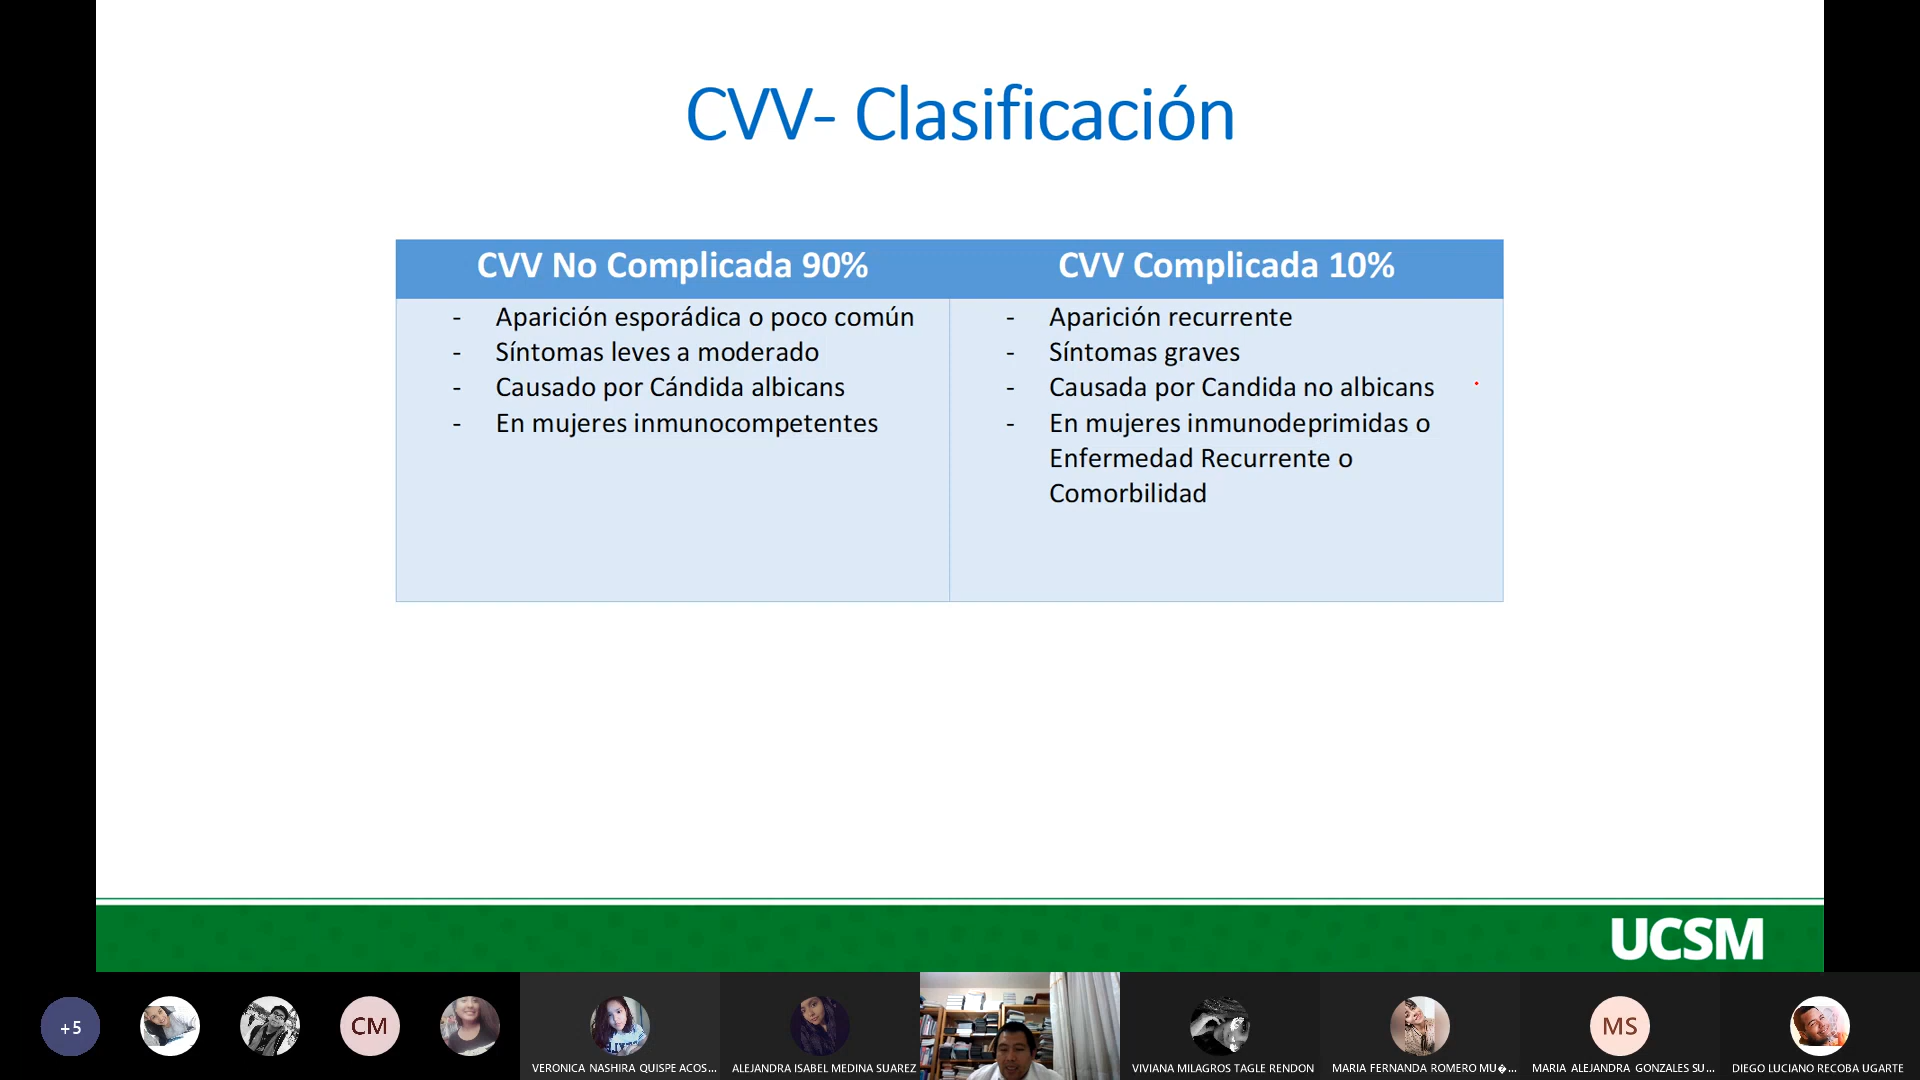 CVV- Clasificación
CVV No Complicada 90%
- Aparición esporádica o poco común
- Síntomas leves a moderado
- Causado por Cándida albicans
- En mujeres inmunocompetentes
CVV Complicada 10%
- Aparición recurrente
- Síntomas graves
- Causada por Candida no albicans
- En mujeres inmunodeprimidas o
Enfermedad Recurrente o
Comorbilidad
UCSM
+5
CM
VERONICA NASHIRA QUISPE ACOS...
ALEJANDRA ISABEL MEDINA SUAREZ
VIVIANA MILAGROS TAGLE RENDON
MARIA FERNANDA ROMERO MU�...
MS
MARIA ALEJANDRA GONZALES SU...
DIEGO LUCIANO RECOBA UGARTE